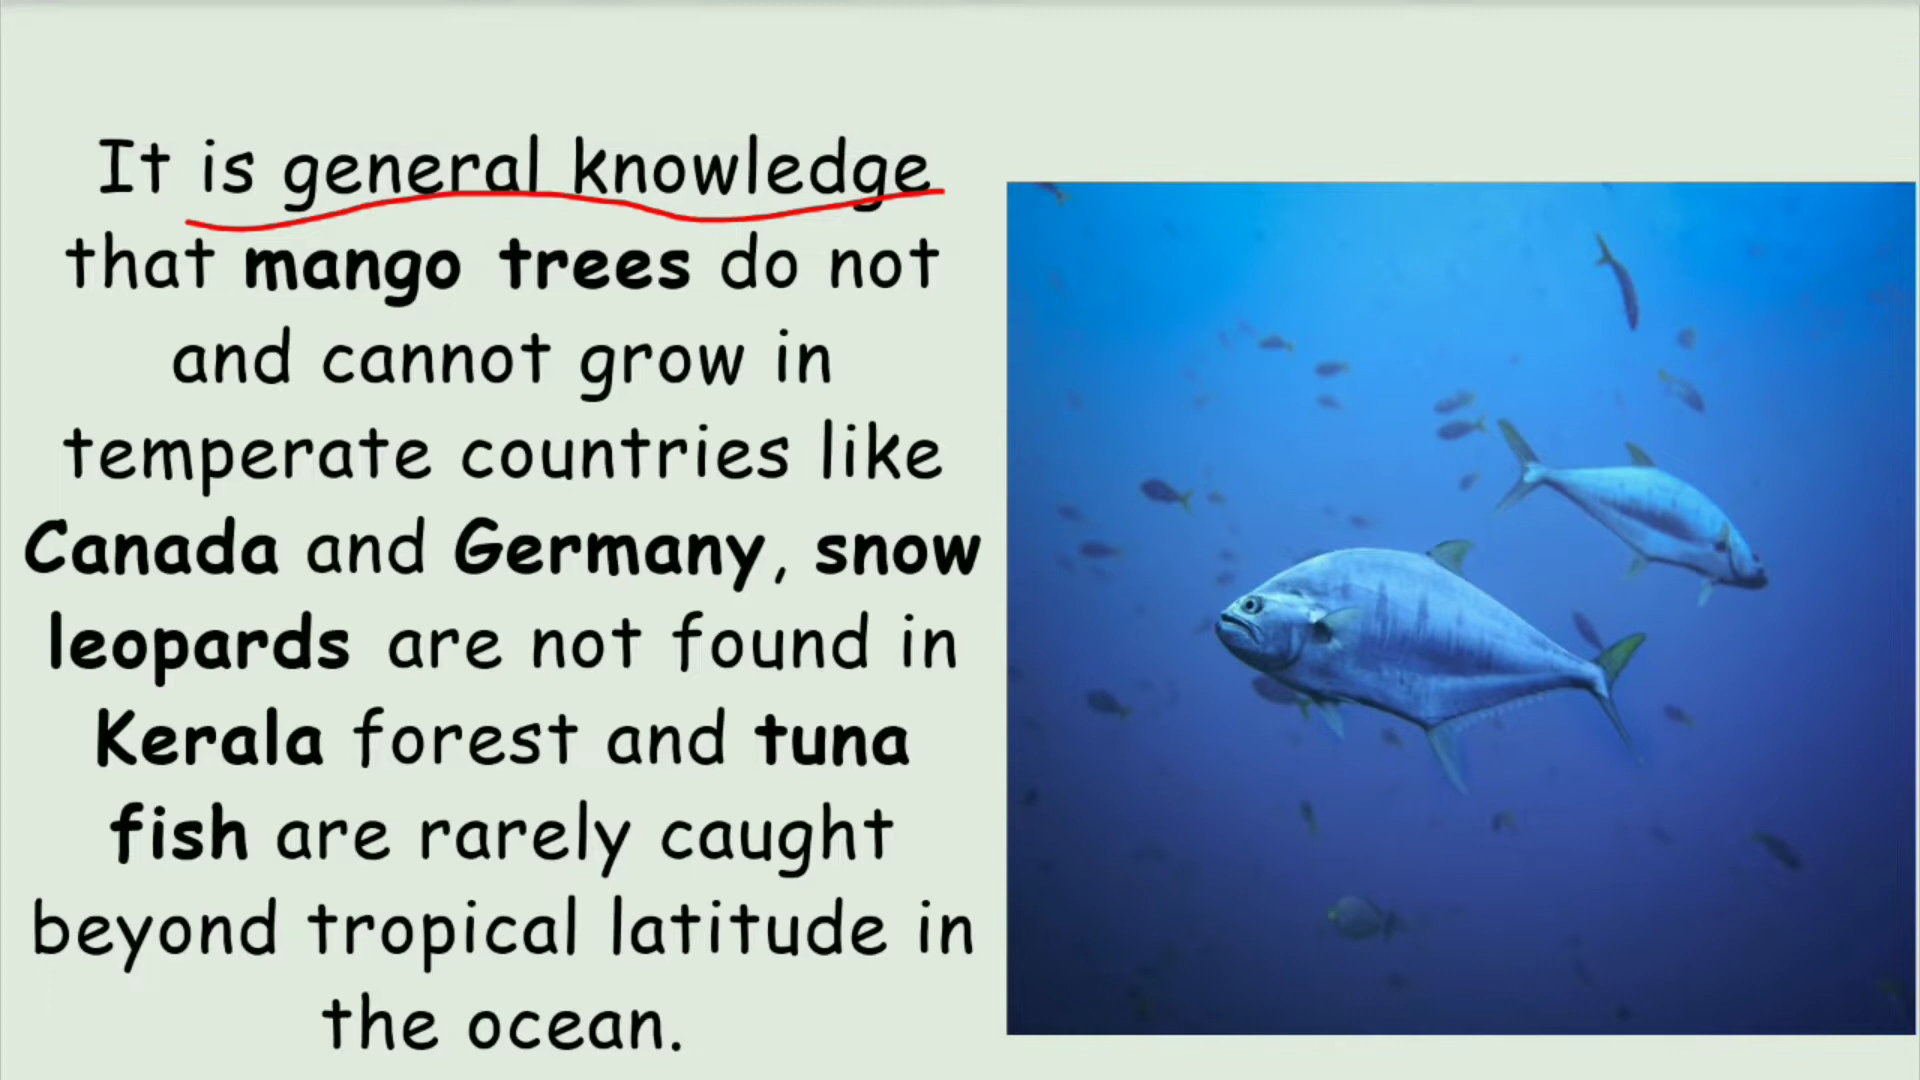 It is general knowledge
that mango trees do not
and cannot grow in
temperate countries like
Canada and Germany, snow
leopards are not found in
Kerala forest and tuna
fish are rarely caught
beyond tropical latitude in
the ocean.